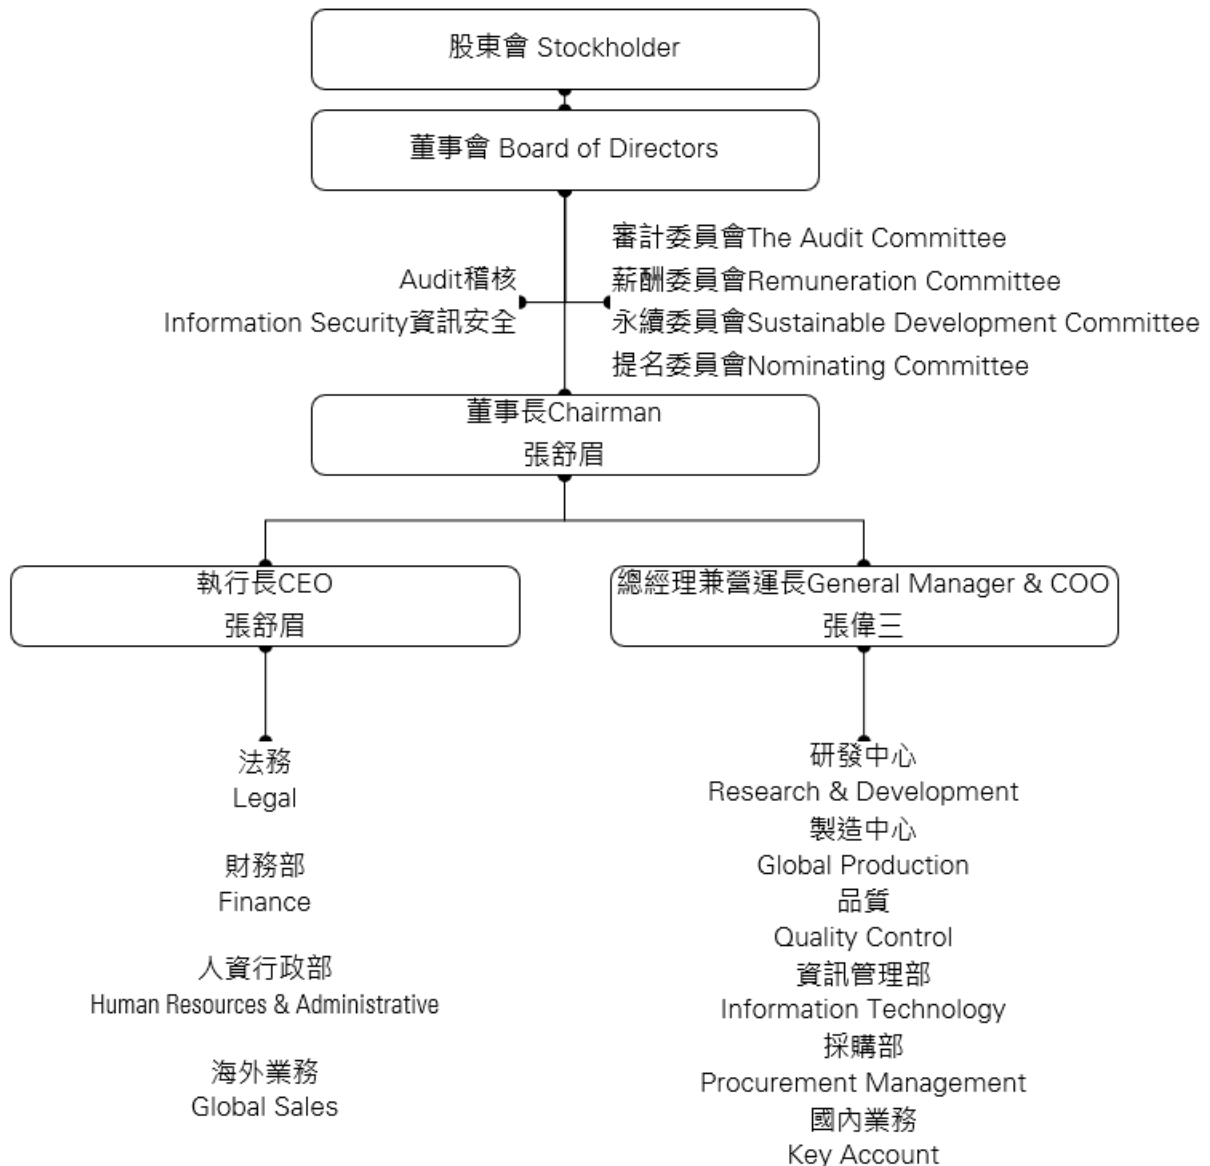 股東會 Stockholder
董事會 Board of Directors
Audit稽核
Information Security資訊安全
審計委員會The Audit Committee
薪酬委員會Remuneration Committee
永續委員會Sustainable Development Committee
提名委員會Nominating Committee
董事長Chairman
張舒眉
執行長CEO
張舒眉
總經理兼營運長General Manager & COO
張偉三
法務
Legal
財務部
Finance
人資行政部
Human Resources & Administrative
海外業務
Global Sales
研發中心
Research & Development
製造中心
Global Production
品質
Quality Control
資訊管理部
Information Technology
採購部
Procurement Management
國內業務
Key Account